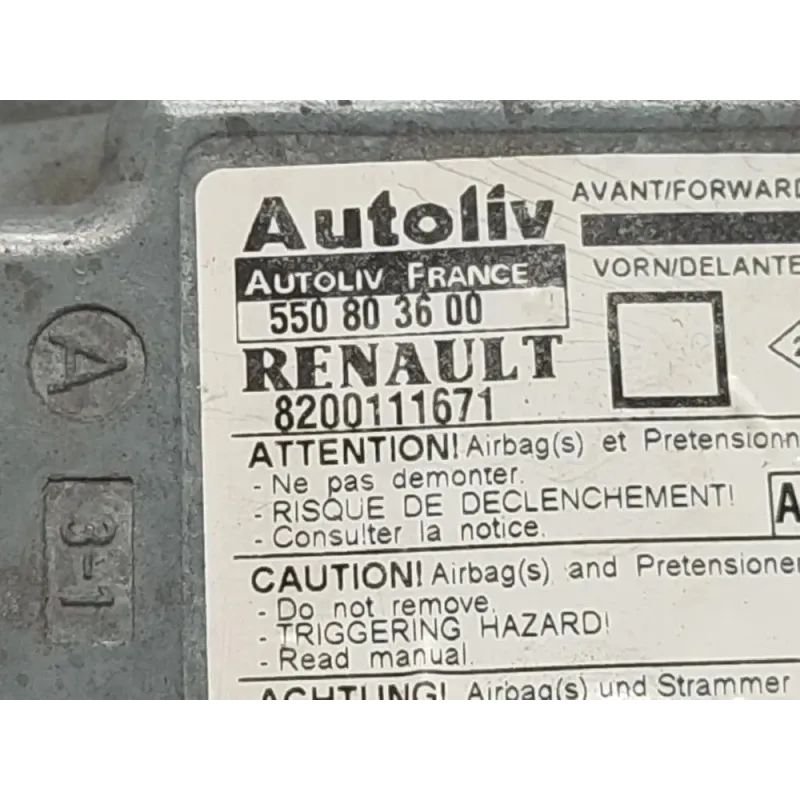 Autoliv
AVANT/FORWARD
AUTOLIV FRANCE
VORN/DELANTE
550 80 36 00
RENAULT
8200111671
ATTENTION! Airbag(s) et
- Ne pas demonter.
- RISQUE DE DECLENCHEMENT!
- Consulter la notice.
A
CAUTION! Airbag(s) and
- Do not remove.
- TRIGGERING HAZARD!
- Read manual.
ACHTUNG! Airbag(s) und Strammer
A
3-1